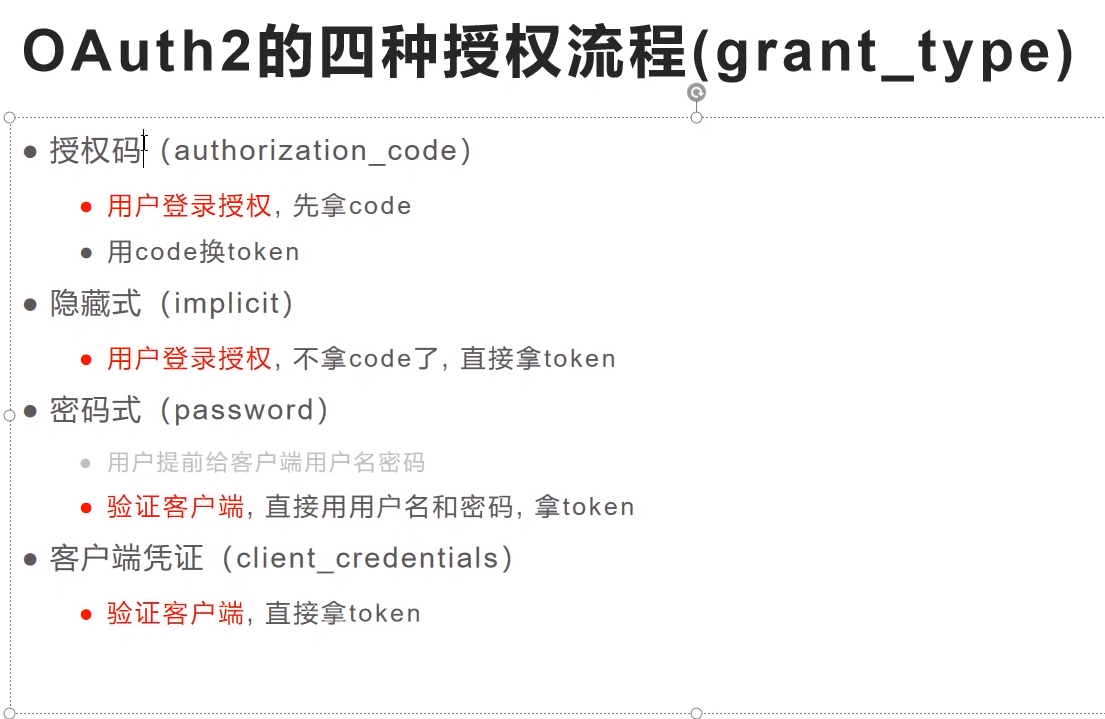 OAuth2的四种授权流程(grant_type)
授权码（authorization_code）
用户登录授权, 先拿code
用code换token
隐藏式（implicit）
用户登录授权, 不拿code了, 直接拿token
密码式（password）
用户提前给客户端用户名密码
验证客户端, 直接用用户名和密码, 拿token
客户端凭证（client_credentials）
验证客户端, 直接拿token